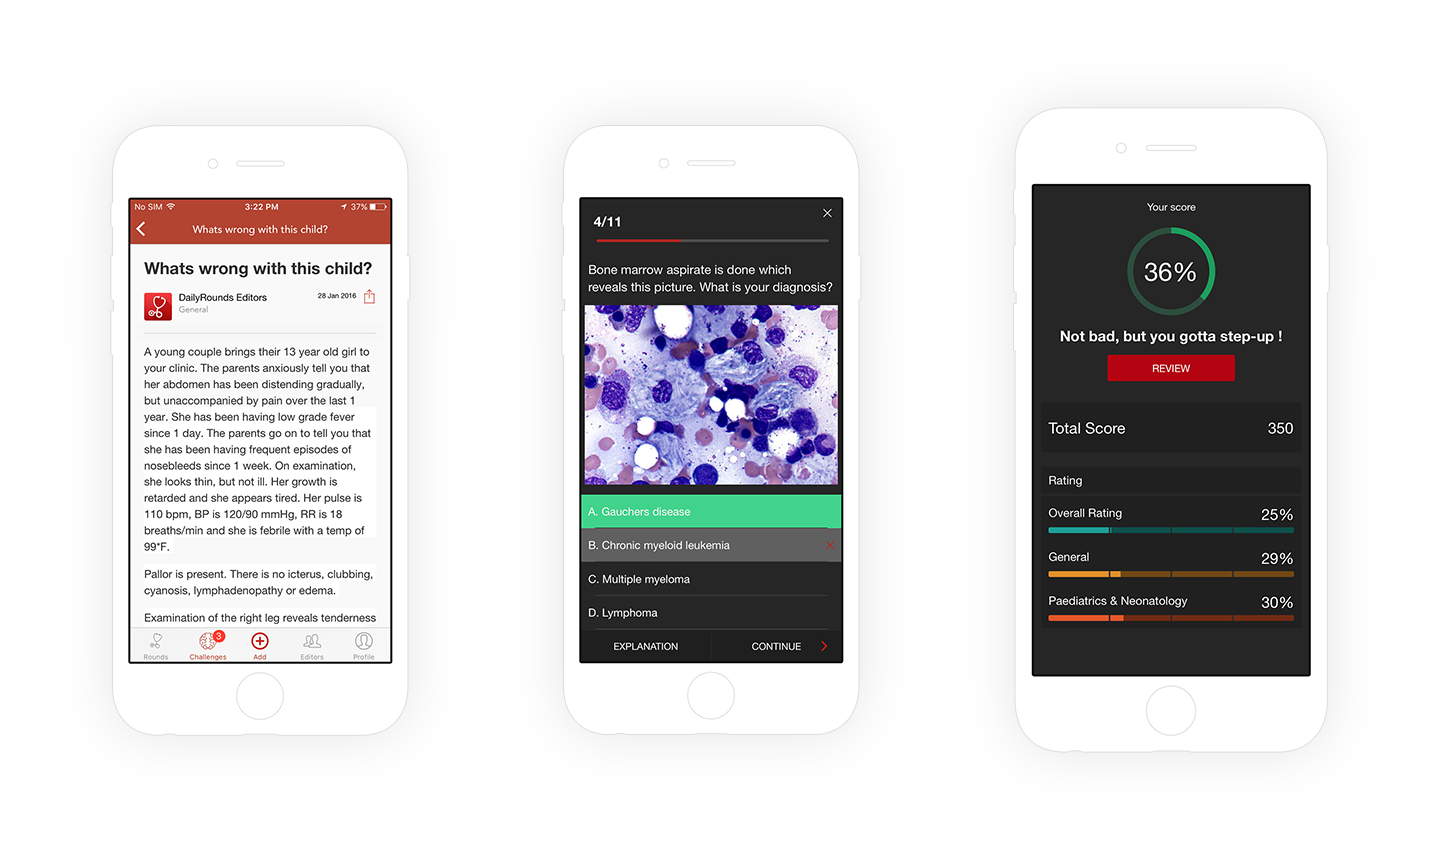 No SIM 3:22 PM 37%
Whats wrong with this child?
Whats wrong with this child?
DailyRounds Editors 28 Jan 2016
General
A young couple brings their 13 year old girl to
your clinic. The parents anxiously tell you that
her abdomen has been distending gradually,
but unaccompanied by pain over the last 1
year. She has been having low grade fever
since 1 day. The parents go on to tell you that
she has been having frequent episodes of
nosebleeds since 1 week. On examination,
she looks thin, but not ill. Her growth is
retarded and she appears tired. Her pulse is
110 bpm, BP is 120/90 mmHg, RR is 18
breaths/min and she is febrile with a temp of
99*F.
Pallor is present. There is no icterus, clubbing,
cyanosis, lymphadenopathy or edema.
Examination of the right leg reveals tenderness
3
Rounds Challenges Add Editors Profile
4/11
Bone marrow aspirate is done which
reveals this picture. What is your diagnosis?
A. Gauchers disease
B. Chronic myeloid leukemia
C. Multiple myeloma
D. Lymphoma
EXPLANATION CONTINUE
Your score
36%
Not bad, but you gotta step-up !
REVIEW
Total Score 350
Rating
Overall Rating 25%
General 29%
Paediatrics & Neonatology 30%